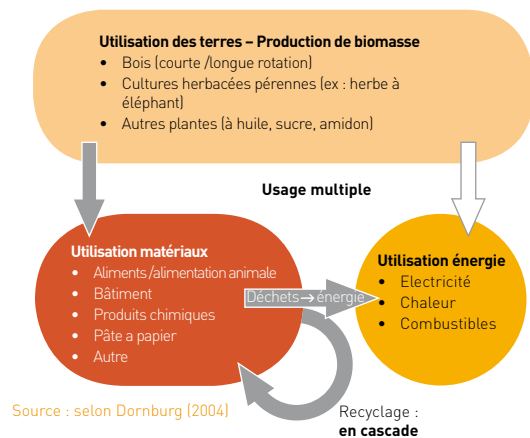 Utilisation des terres – Production de biomasse
• Bois (courte /longue rotation)
• Cultures herbacées pérennes (ex : herbe à
éléphant)
• Autres plantes (à huile, sucre, amidon)
Usage multiple
Utilisation matériaux
• Aliments/alimentation animale
• Bâtiment
• Produits chimiques
• Pâte a papier
• Autre
Déchets→énergie
Utilisation énergie
• Electricité
• Chaleur
• Combustibles
Source : selon Dornburg (2004)
Recyclage :
en cascade